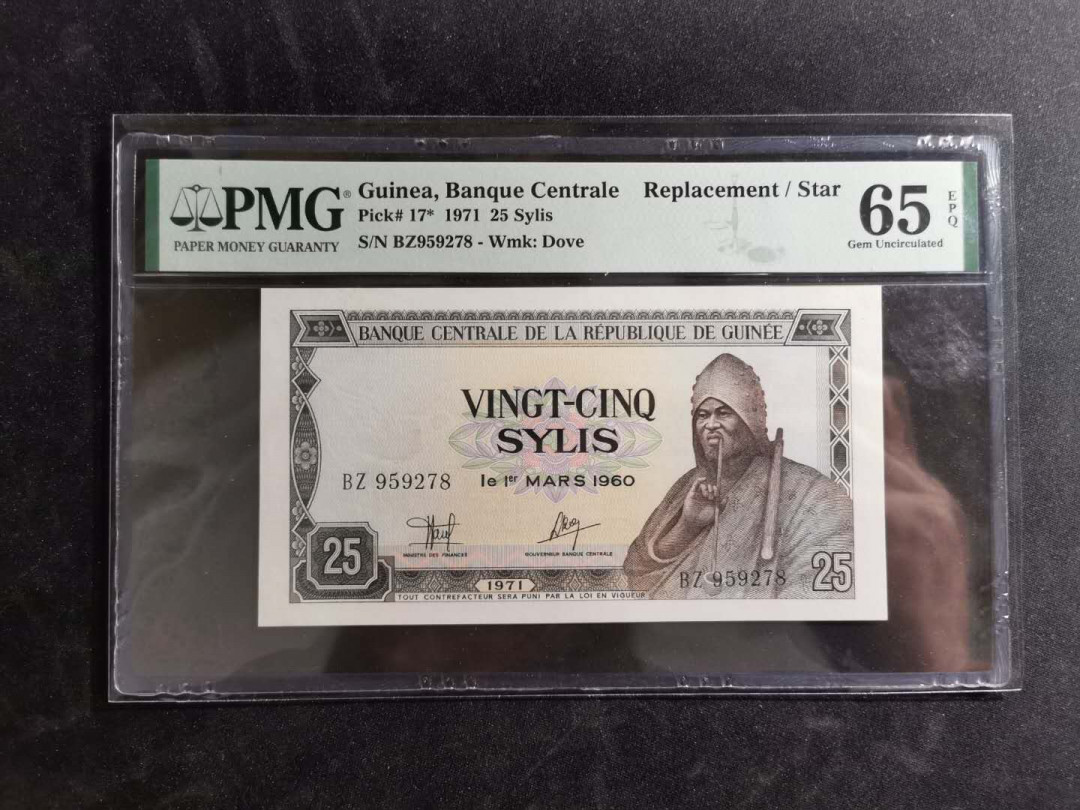 PMG®
PAPER MONEY GUARANTY
Guinea, Banque Centrale Replacement / Star
Pick# 17* 1971 25 Sylis
S/N BZ959278 - Wmk: Dove
65 EPQ
Gem Uncirculated
BANQUE CENTRALE DE LA RÉPUBLIQUE DE GUINÉE
VINGT-CINQ
SYLIS
BZ 959278
le 1er MARS 1960
MINISTRE DES FINANCES
GOUVERNEUR BANQUE CENTRALE
25
1971
BZ 959278
25
TOUT CONTREFACTEUR SERA PUNI PAR LA LOI EN VIGUEUR